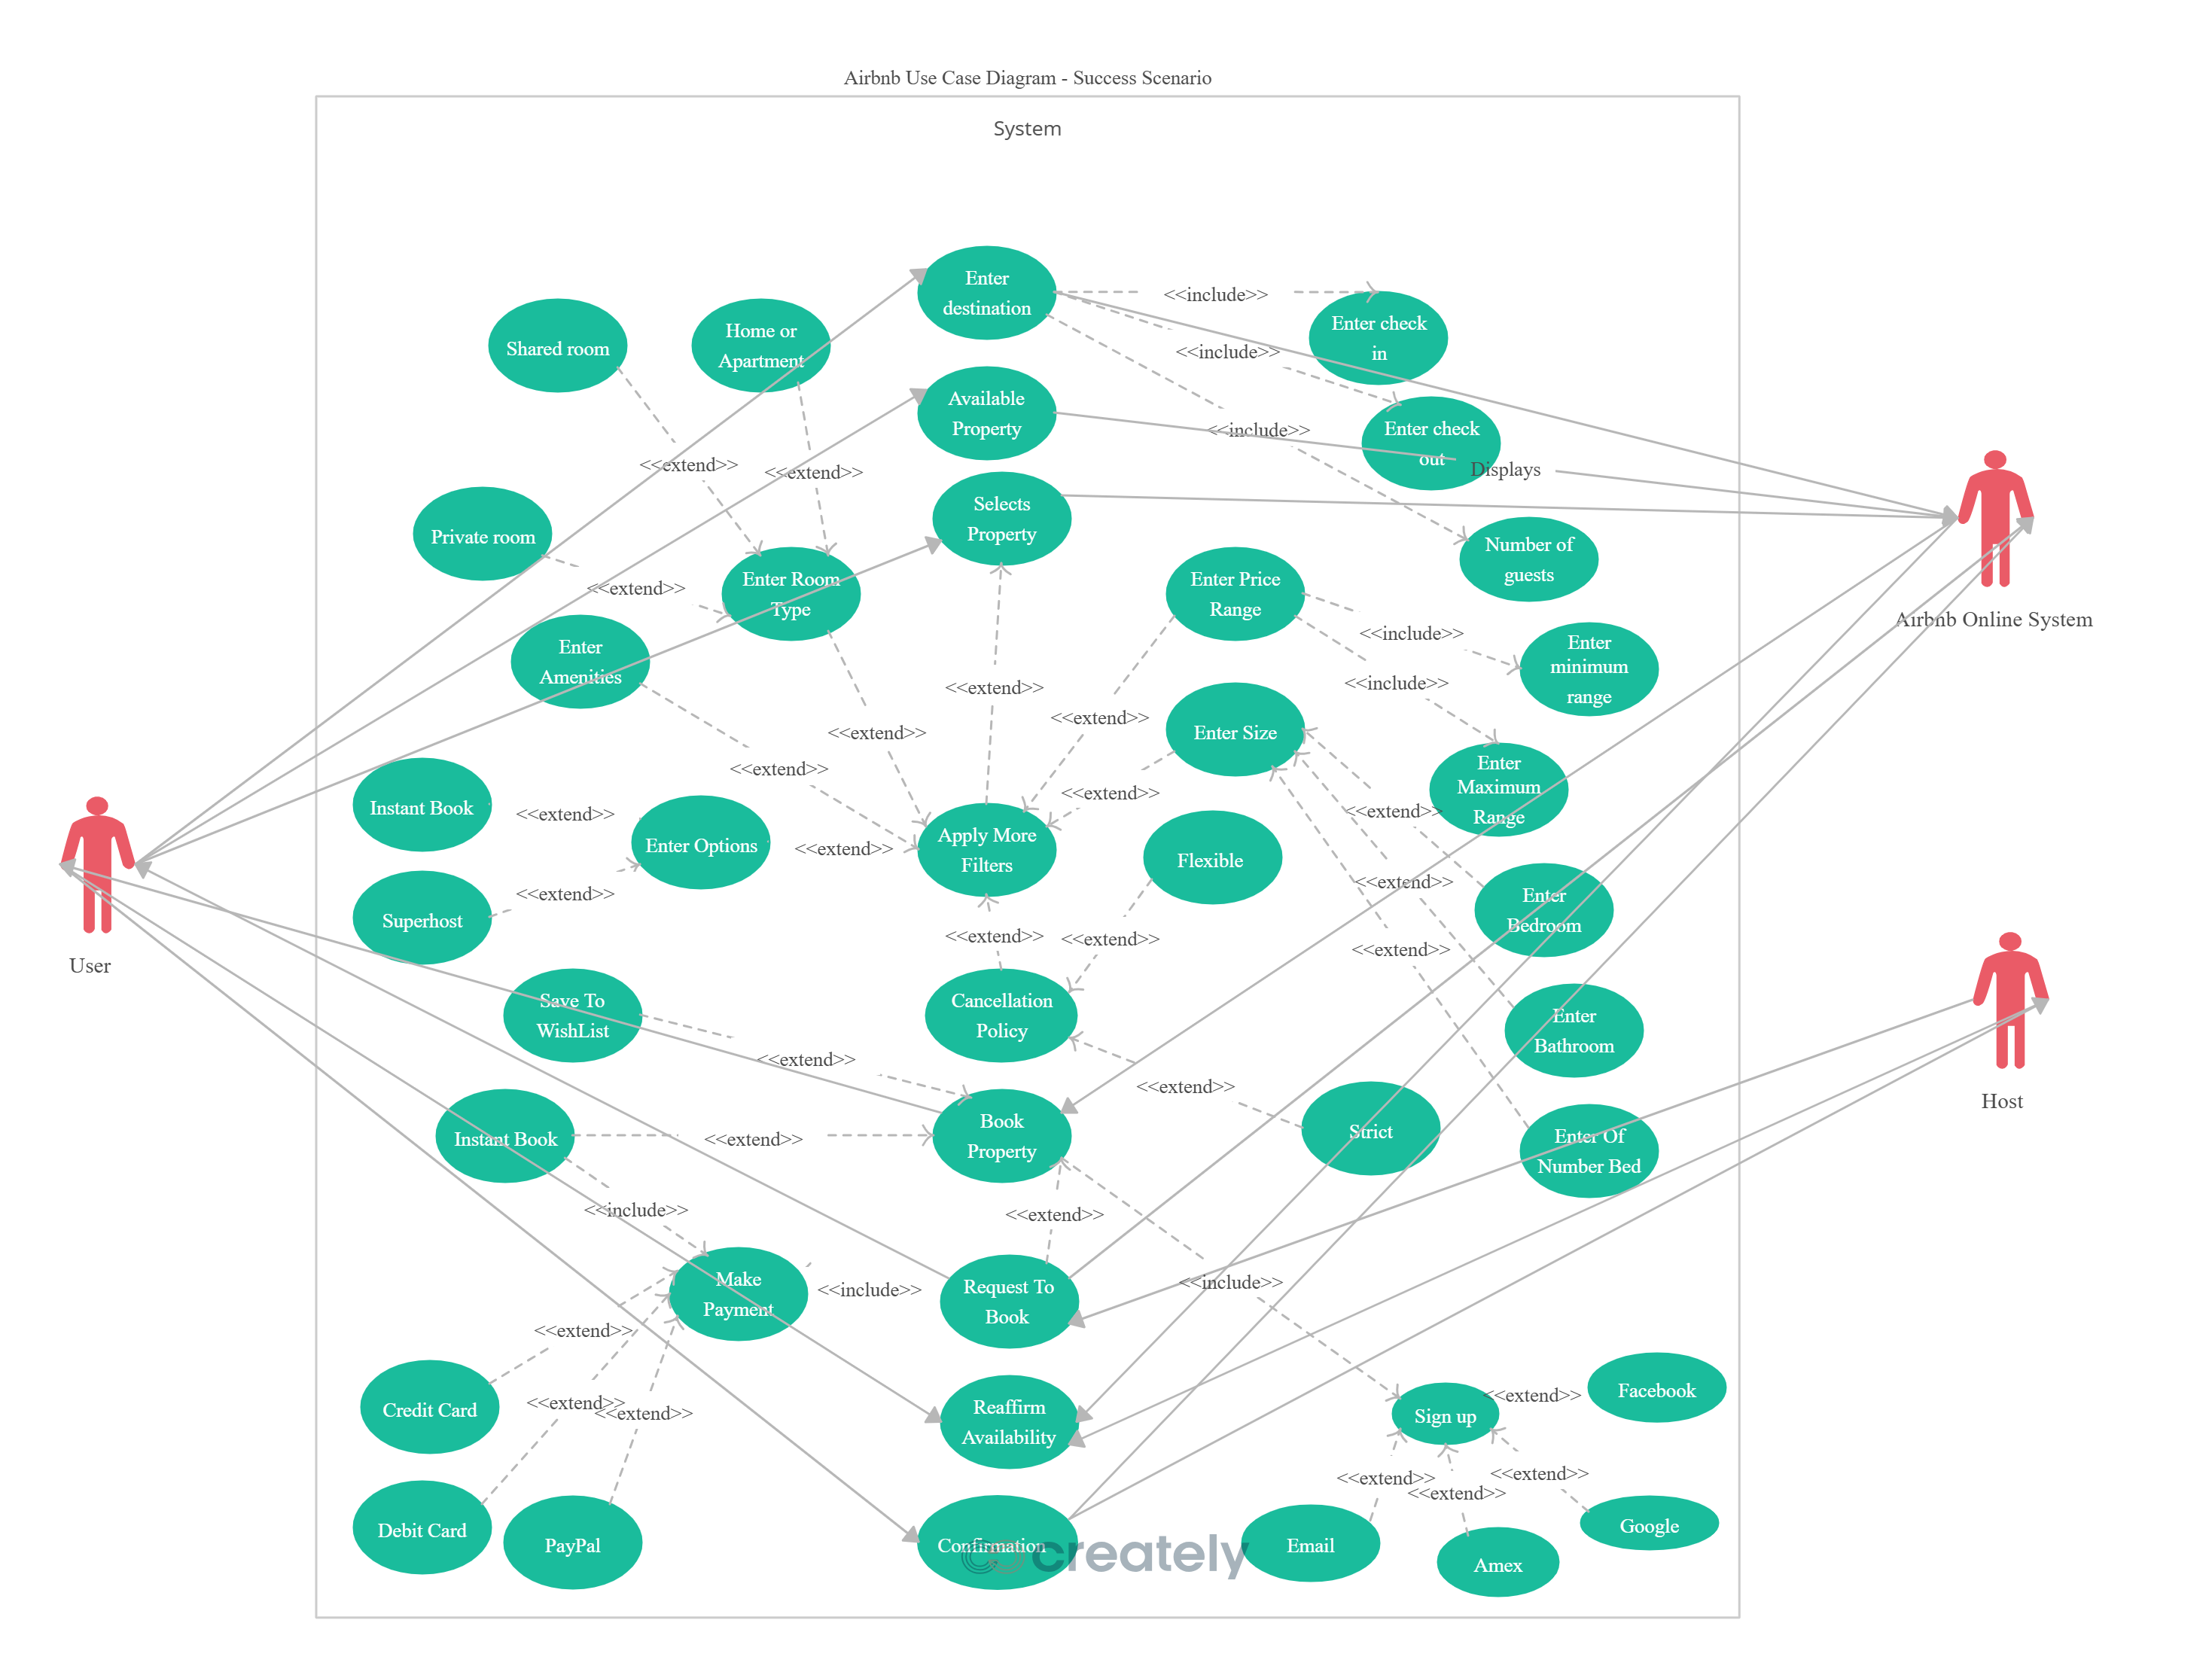 Airbnb Use Case Diagram - Success Scenario
System
Enter
destination
<<include>>
Enter check
in
Shared room
Home or
Apartment
<<include>>
Available
Property
<<include>>
Enter check
out
Displays
<<extend>>
<<extend>>
Selects
Property
Private room
Number of
guests
Enter Room
Type
Enter Price
Range
<<extend>>
Airbnb Online System
<<include>>
Enter
Amenities
Enter
minimum
range
<<extend>>
<<include>>
<<extend>>
<<extend>>
Enter Size
<<extend>>
<<extend>>
Enter
Maximum
Range
Instant Book
<<extend>>
<<extend>>
Enter Options
<<extend>>
Apply More
Filters
Flexible
<<extend>>
Superhost
<<extend>>
Enter
Bedroom
User
<<extend>>
<<extend>>
<<extend>>
Save To
WishList
Cancellation
Policy
Enter
Bathroom
<<extend>>
<<extend>>
Host
Instant Book
<<extend>>
Book
Property
Strict
Enter Of
Number Bed
<<include>>
<<extend>>
Make
Payment
<<include>>
Request To
Book
<<include>>
<<extend>>
Credit Card
<<extend>>
<<extend>>
Reaffirm
Availability
Sign up
<<extend>>
Facebook
<<extend>>
<<extend>>
<<extend>>
Debit Card
PayPal
Confirmation
creately
Email
Amex
Google